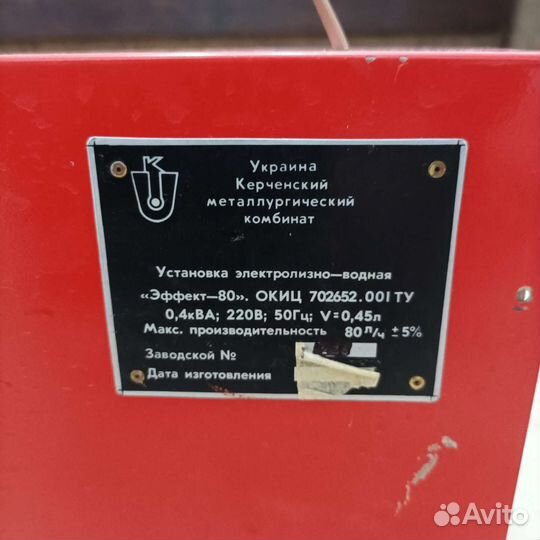 Украина
Керченский
металлургический
комбинат
Установка электролизно—водная
«Эффект—80». ОКИЦ 702652.001 ТУ
0,4кВА; 220В; 50Гц; V=0,45л
Макс. производительность 80 л/ч ±5%
Заводской №
Дата изготовления
Avito